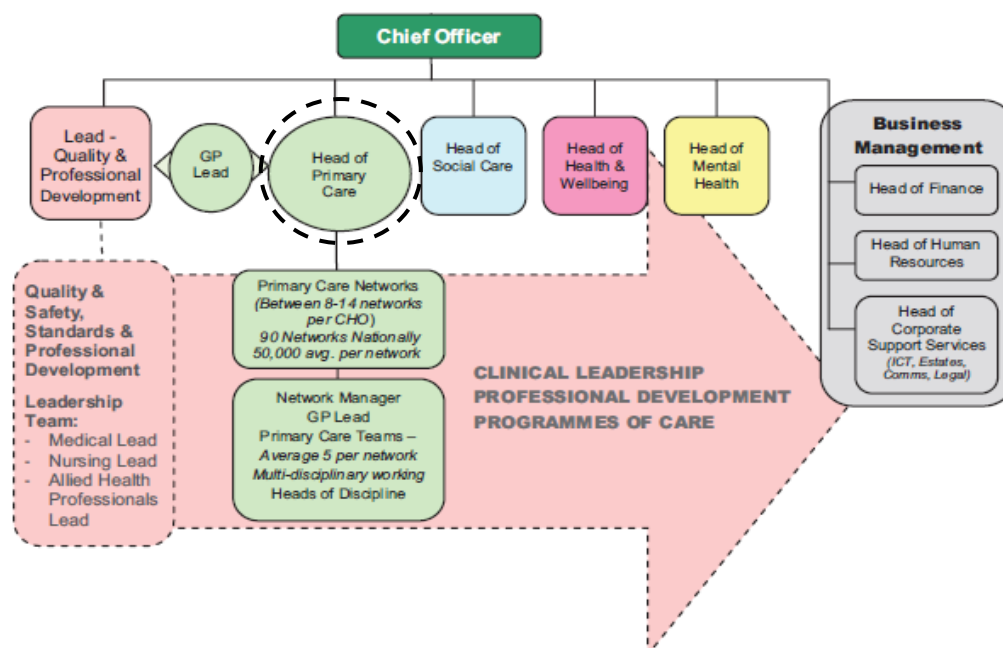 Chief Officer
Lead -
Quality &
Professional
Development
GP
Lead
Head of
Primary
Care
Head of
Social Care
Head of
Health &
Wellbeing
Head of
Mental
Health
Business
Management
Head of Finance
Head of Human
Resources
Head of
Corporate
Support Services
(ICT, Estates,
Comms, Legal)
Quality &
Safety,
Standards &
Professional
Development
Leadership
Team:
- Medical Lead
- Nursing Lead
- Allied Health
Professionals
Lead
Primary Care Networks
(Between 8-14 networks
per CHO)
90 Networks Nationally
50,000 avg. per network
Network Manager
GP Lead
Primary Care Teams –
Average 5 per network
Multi-disciplinary working
Heads of Discipline
CLINICAL LEADERSHIP
PROFESSIONAL DEVELOPMENT
PROGRAMMES OF CARE